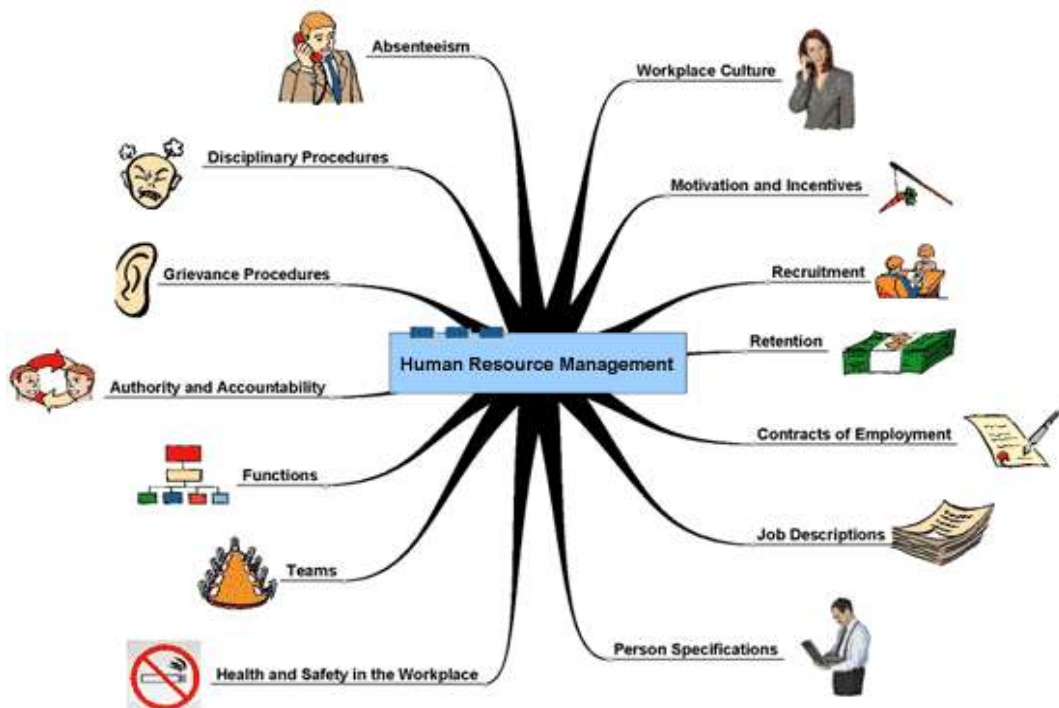 Absenteeism
Workplace Culture
Disciplinary Procedures
Motivation and Incentives
Grievance Procedures
Recruitment
Human Resource Management
Retention
Authority and Accountability
Contracts of Employment
Functions
Job Descriptions
Teams
Person Specifications
Health and Safety in the Workplace